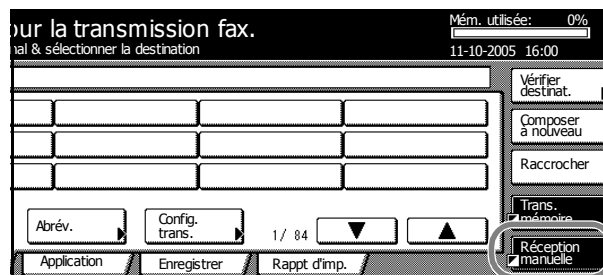 our la transmission fax.
nal & sélectionner la destination
Mém. utilisée: 0%
11-10-2005 16:00
Vérifier
destinat.
Composer
à nouveau
Raccrocher
Trans.
mémoire
Réception
manuelle
Abrév.
Config.
trans.
1/ 84
Application
Enregistrer
Rappt d'imp.